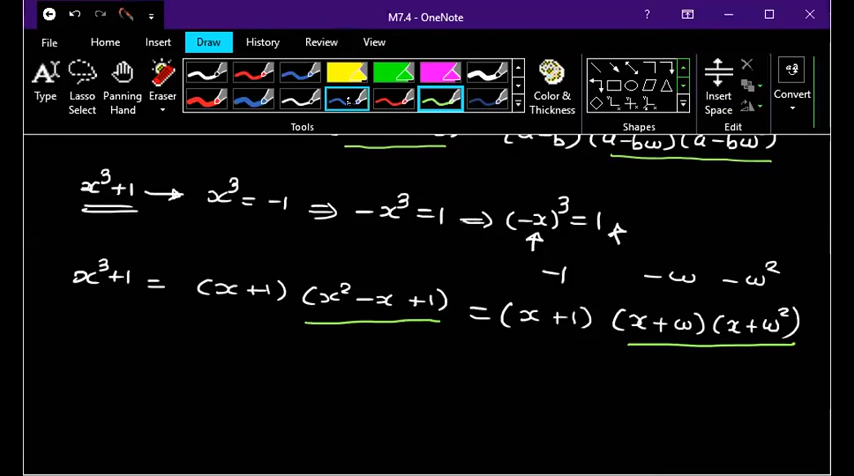 M7.4 - OneNote
File Home Insert Draw History Review View
Type Lasso Select Panning Hand Eraser Color & Thickness Insert Space Convert
Tools Shapes Edit
(a-b)(a-bω)(a-bω)
x³+1 → x³ = -1 ⇒ -x³ = 1 ⇒ (-x)³ = 1
-1 -ω -ω²
x³+1 = (x+1) (x²-x+1) = (x+1) (x+ω)(x+ω²)